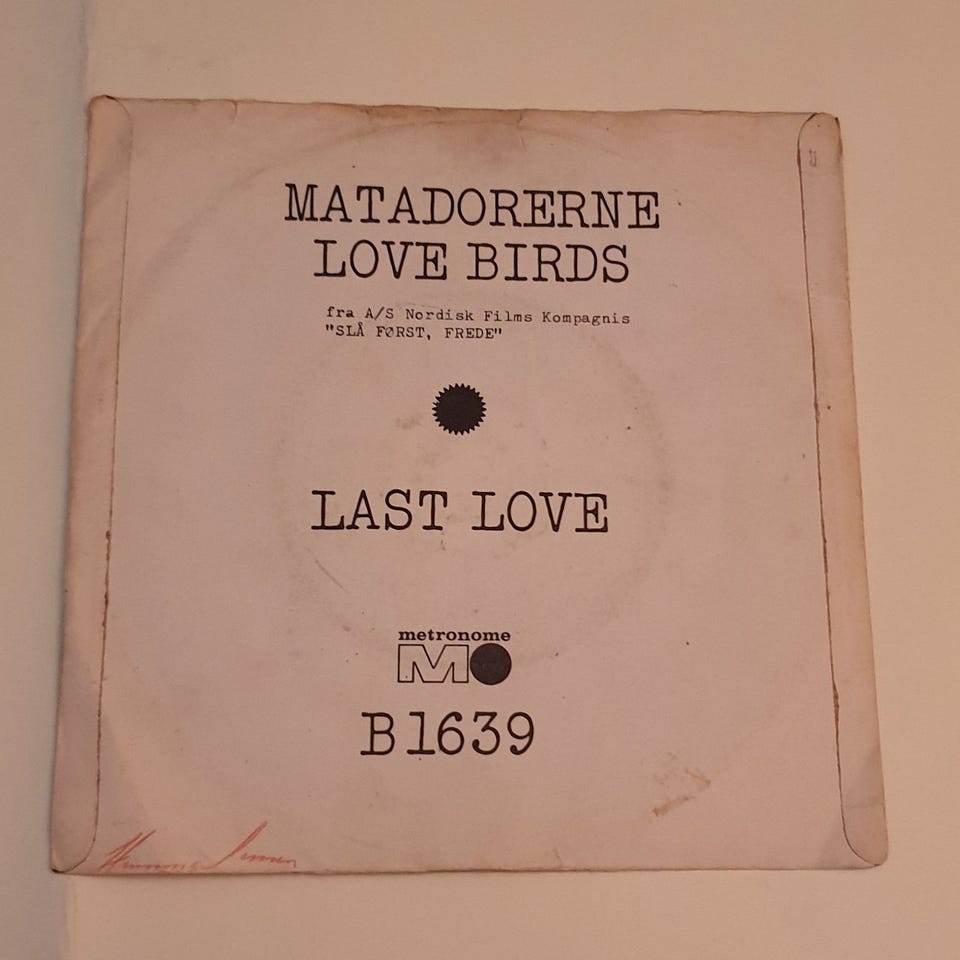 MATADORERNE
LOVE BIRDS
fra A/S Nordisk Films Kompagnis
"SLÅ FØRST, FREDE"
LAST LOVE
metronome
M
B1639